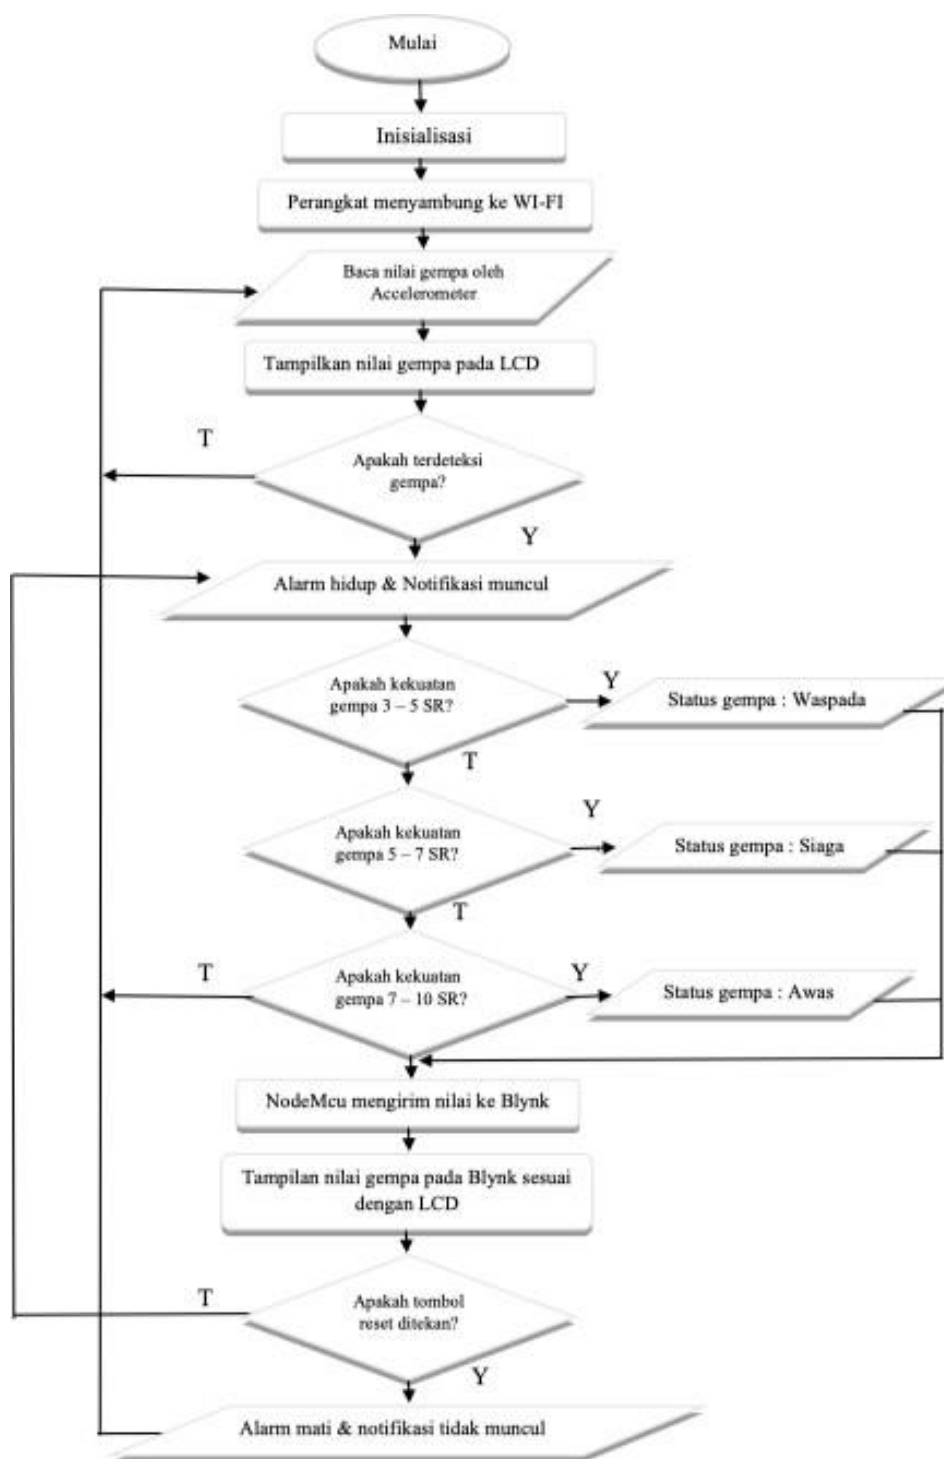 Mulai
Inisialisasi
Perangkat menyambung ke WI-FI
Baca nilai gempa oleh
Accelerometer
Tampilkan nilai gempa pada LCD
T
Apakah terdeteksi
gempa?
Y
Alarm hidup & Notifikasi muncul
Apakah kekuatan
gempa 3 – 5 SR?
Y
Status gempa : Waspada
T
Apakah kekuatan
gempa 5 – 7 SR?
Y
Status gempa : Siaga
T
T
Apakah kekuatan
gempa 7 – 10 SR?
Y
Status gempa : Awas
NodeMcu mengirim nilai ke Blynk
Tampilan nilai gempa pada Blynk sesuai
dengan LCD
T
Apakah tombol
reset ditekan?
Y
Alarm mati & notifikasi tidak muncul